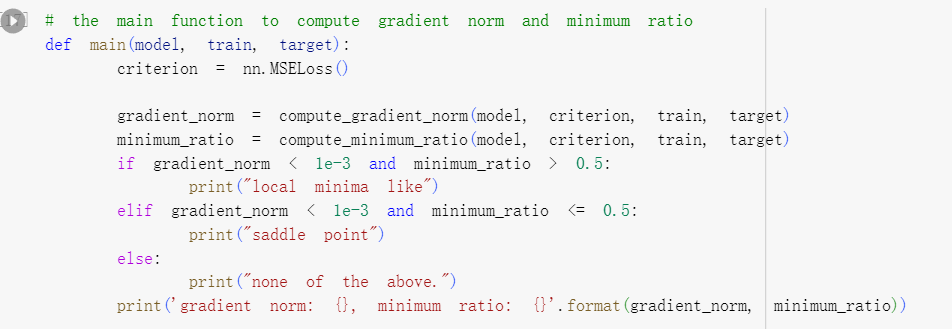 # the main function to compute gradient norm and minimum ratio
def main(model, train, target):
criterion = nn.MSELoss()
gradient_norm = compute_gradient_norm(model, criterion, train, target)
minimum_ratio = compute_minimum_ratio(model, criterion, train, target)
if gradient_norm < 1e-3 and minimum_ratio > 0.5:
print("local minima like")
elif gradient_norm < 1e-3 and minimum_ratio <= 0.5:
print("saddle point")
else:
print("none of the above.")
print('gradient norm: {}, minimum ratio: {}'.format(gradient_norm, minimum_ratio))